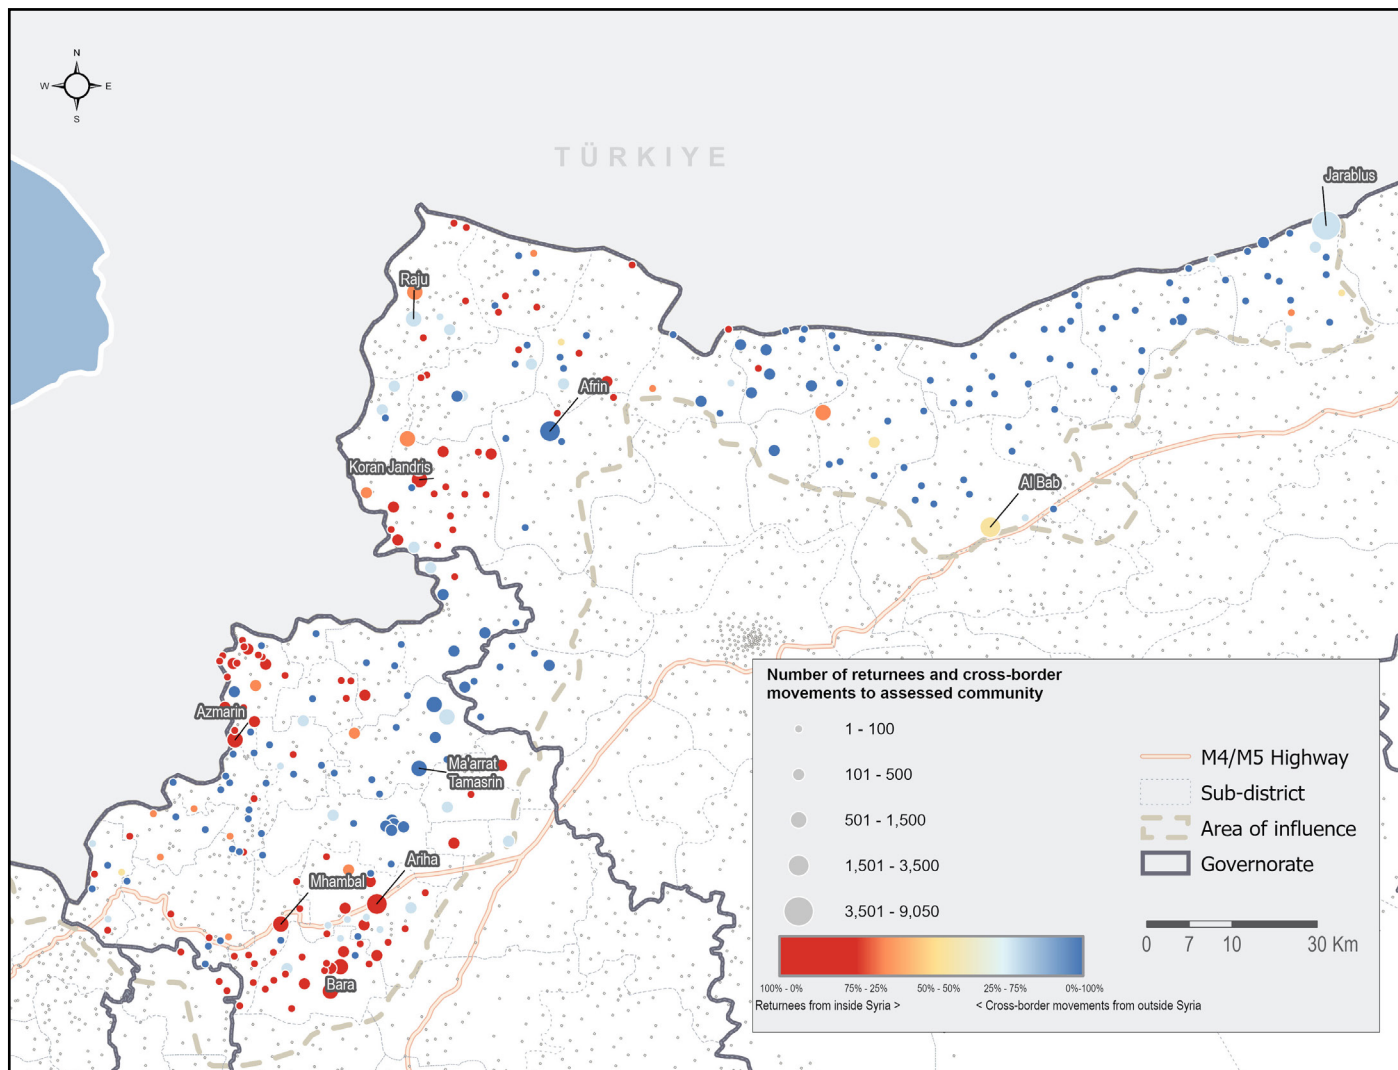 N
W E
S
TÜRKIYE
Jarablus
Raju
Afrin
Koran Jandris
Al Bab
Azmarin
Ma'arrat
Tamasrin
Ariha
Mhambal
Bara
Number of returnees and cross-border
movements to assessed community
1 - 100
101 - 500
501 - 1,500
1,501 - 3,500
3,501 - 9,050
M4/M5 Highway
Sub-district
Area of influence
Governorate
0 7 10 30 Km
100% - 0% 75% - 25% 50% - 50% 25% - 75% 0%-100%
Returnees from inside Syria > < Cross-border movements from outside Syria